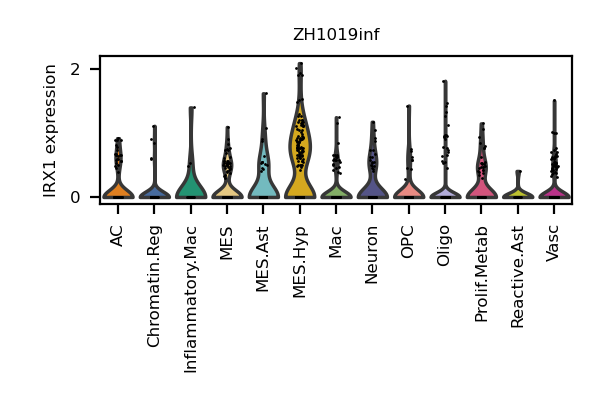 ZH1019inf
IRX1 expression
2
0
AC
Chromatin.Reg
Inflammatory.Mac
MES
MES.Ast
MES.Hyp
Mac
Neuron
OPC
Oligo
Prolif.Metab
Reactive.Ast
Vasc